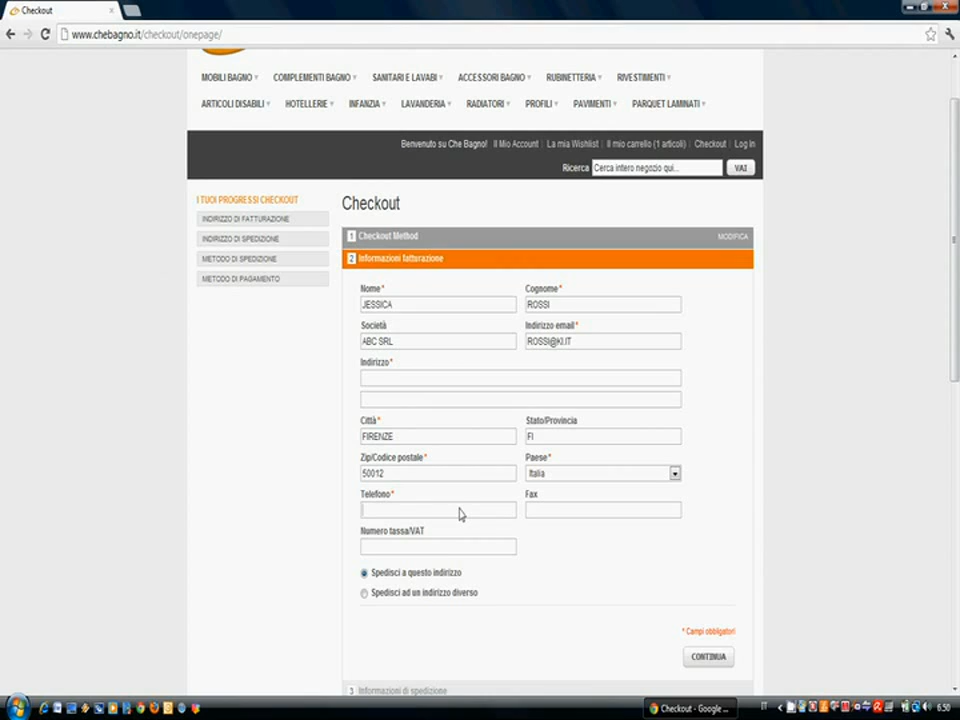 Checkout
www.chebagno.it/checkout/onepage/
MOBILI BAGNO COMPLEMENTI BAGNO SANITARI E LAVABI ACCESSORI BAGNO RUBINETTERIA RIVESTIMENTI
ARTICOLI DISABILI HOTELLERIE INFANZIA LAVANDERIA RADIATORI PROFILI PAVIMENTI PARQUET LAMINATI
Benvenuto su Che Bagno! Il Mio Account La mia Wishlist Il mio carrello (1 articoli) Checkout Log In
Ricerca Cerca intero negozio qui... VAI
I TUOI PROGRESSI CHECKOUT
INDIRIZZO DI FATTURAZIONE
INDIRIZZO DI SPEDIZIONE
METODO DI SPEDIZIONE
METODO DI PAGAMENTO
Checkout
1 Checkout Method MODIFICA
2 Informazioni fatturazione
Nome* Cognome*
JESSICA ROSSI
Società Indirizzo email*
ABC SRL ROSSI@KI.IT
Indirizzo*
Città* Stato/Provincia
FIRENZE FI
Zip/Codice postale* Paese*
50012 Italia
Telefono* Fax
Numero tassa/VAT
Spedisci a questo indirizzo
Spedisci ad un indirizzo diverso
* Campi obbligatori
CONTINUA
3 Informazioni di spedizione
Checkout - Google ... IT 6.50